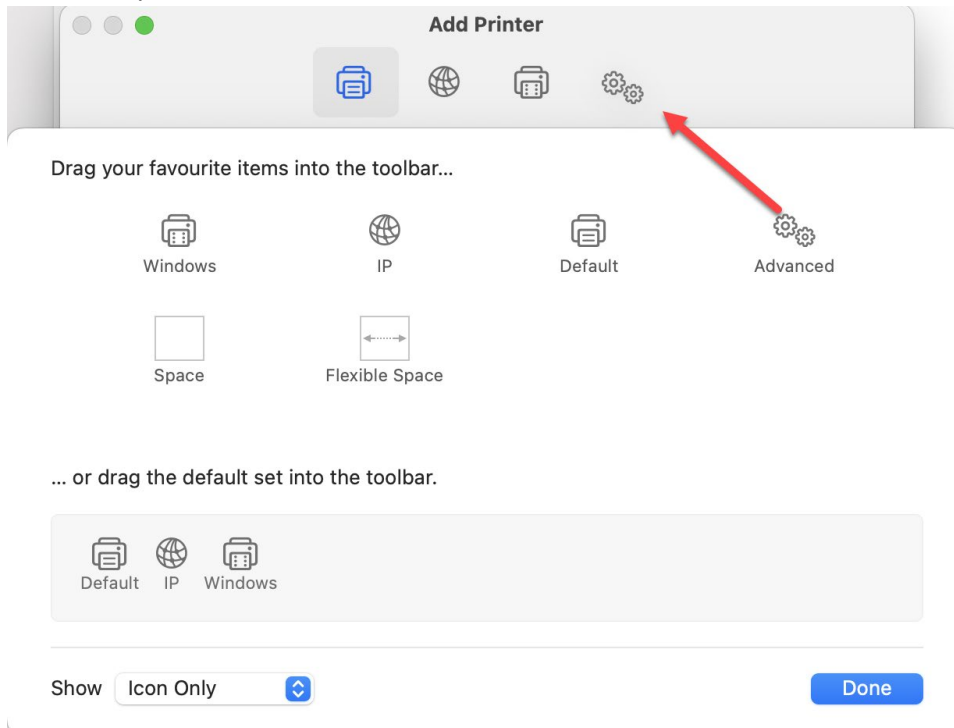 Add Printer
Drag your favourite items into the toolbar...
Windows IP Default Advanced
Space Flexible Space
... or drag the default set into the toolbar.
Default IP Windows
Show Icon Only Done